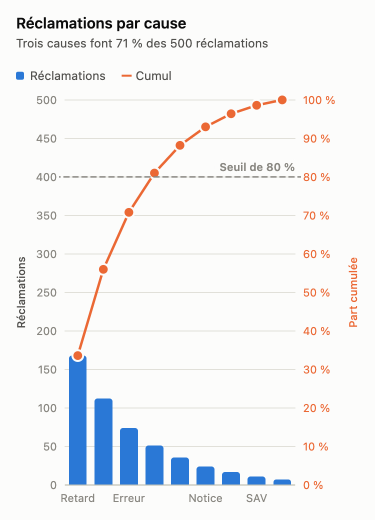 Réclamations par cause
Trois causes font 71 % des 500 réclamations
Réclamations
Cumul
500
450
400
350
300
250
200
150
100
50
0
Réclamations
100 %
90 %
80 %
70 %
60 %
50 %
40 %
30 %
20 %
10 %
0 %
Part cumulée
Seuil de 80 %
Retard
Erreur
Notice
SAV